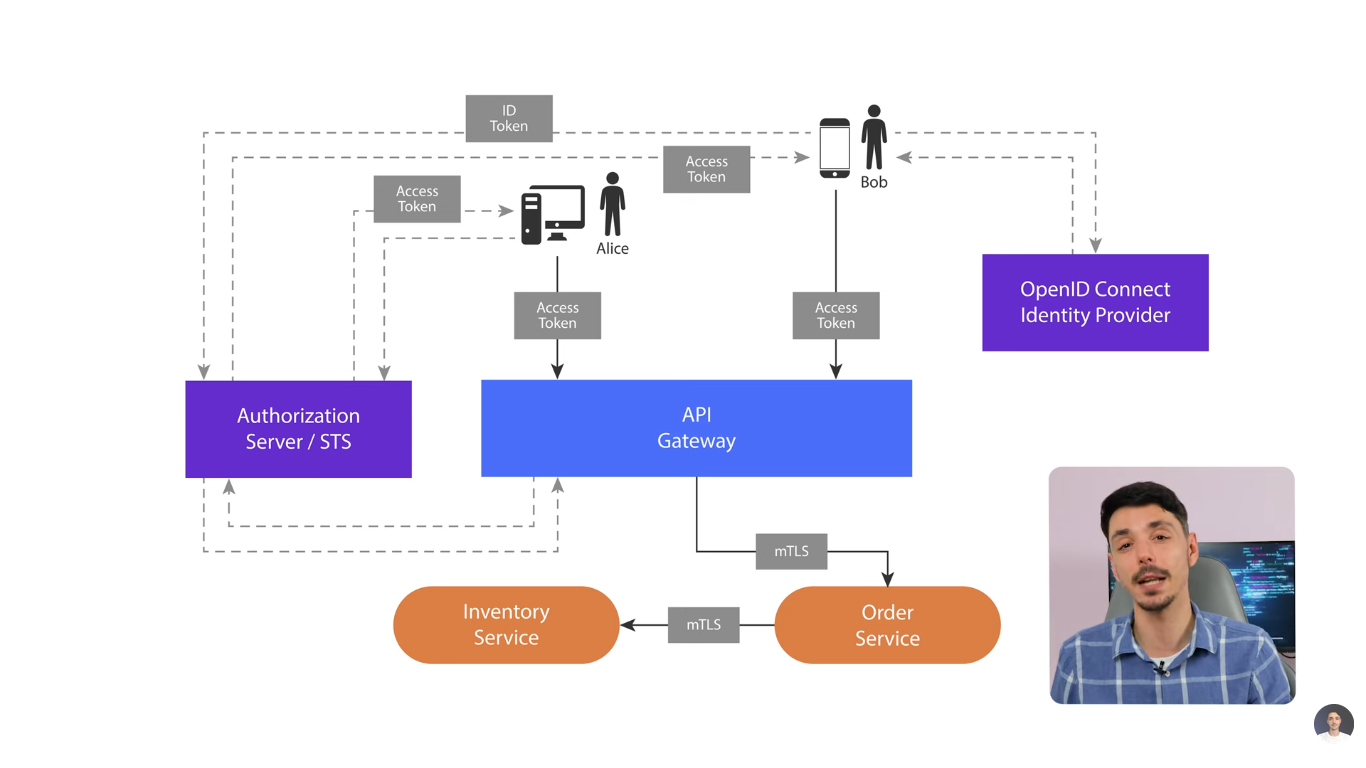 ID
Token
Access
Token
Bob
Access
Token
Alice
Access
Token
Access
Token
OpenID Connect
Identity Provider
Authorization
Server / STS
API
Gateway
mTLS
Inventory
Service
mTLS
Order
Service